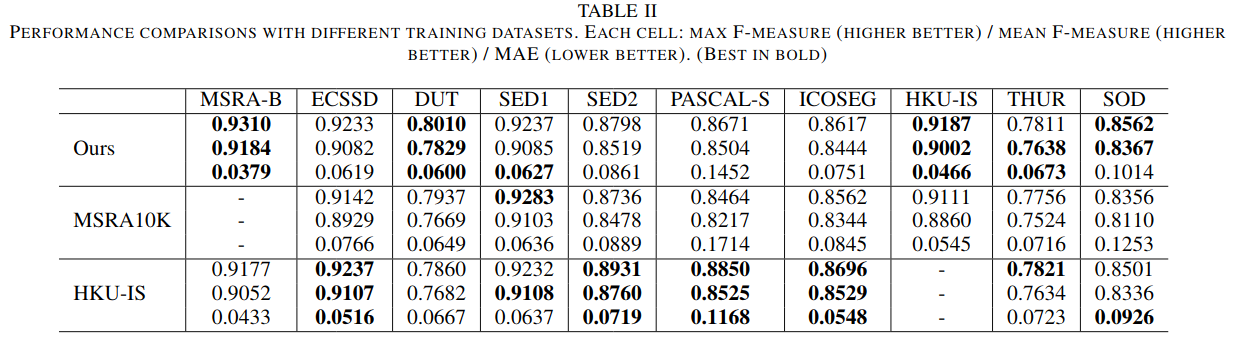 TABLE II
PERFORMANCE COMPARISONS WITH DIFFERENT TRAINING DATASETS. EACH CELL: MAX F-MEASURE (HIGHER BETTER) / MEAN F-MEASURE (HIGHER
BETTER) / MAE (LOWER BETTER). (BEST IN BOLD)
MSRA-B ECSSD DUT SED1 SED2 PASCAL-S ICOSEG HKU-IS THUR SOD
0.9310 0.9233 0.8010 0.9237 0.8798 0.8671 0.8617 0.9187 0.7811 0.8562
Ours 0.9184 0.9082 0.7829 0.9085 0.8519 0.8504 0.8444 0.9002 0.7638 0.8367
0.0379 0.0619 0.0600 0.0627 0.0861 0.1452 0.0751 0.0466 0.0673 0.1014
- 0.9142 0.7937 0.9283 0.8736 0.8464 0.8562 0.9111 0.7756 0.8356
MSRA10K - 0.8929 0.7669 0.9103 0.8478 0.8217 0.8344 0.8860 0.7524 0.8110
- 0.0766 0.0649 0.0636 0.0889 0.1714 0.0845 0.0545 0.0716 0.1253
0.9177 0.9237 0.7860 0.9232 0.8931 0.8850 0.8696 - 0.7821 0.8501
HKU-IS 0.9052 0.9107 0.7682 0.9108 0.8760 0.8525 0.8529 - 0.7634 0.8336
0.0433 0.0516 0.0667 0.0637 0.0719 0.1168 0.0548 - 0.0723 0.0926